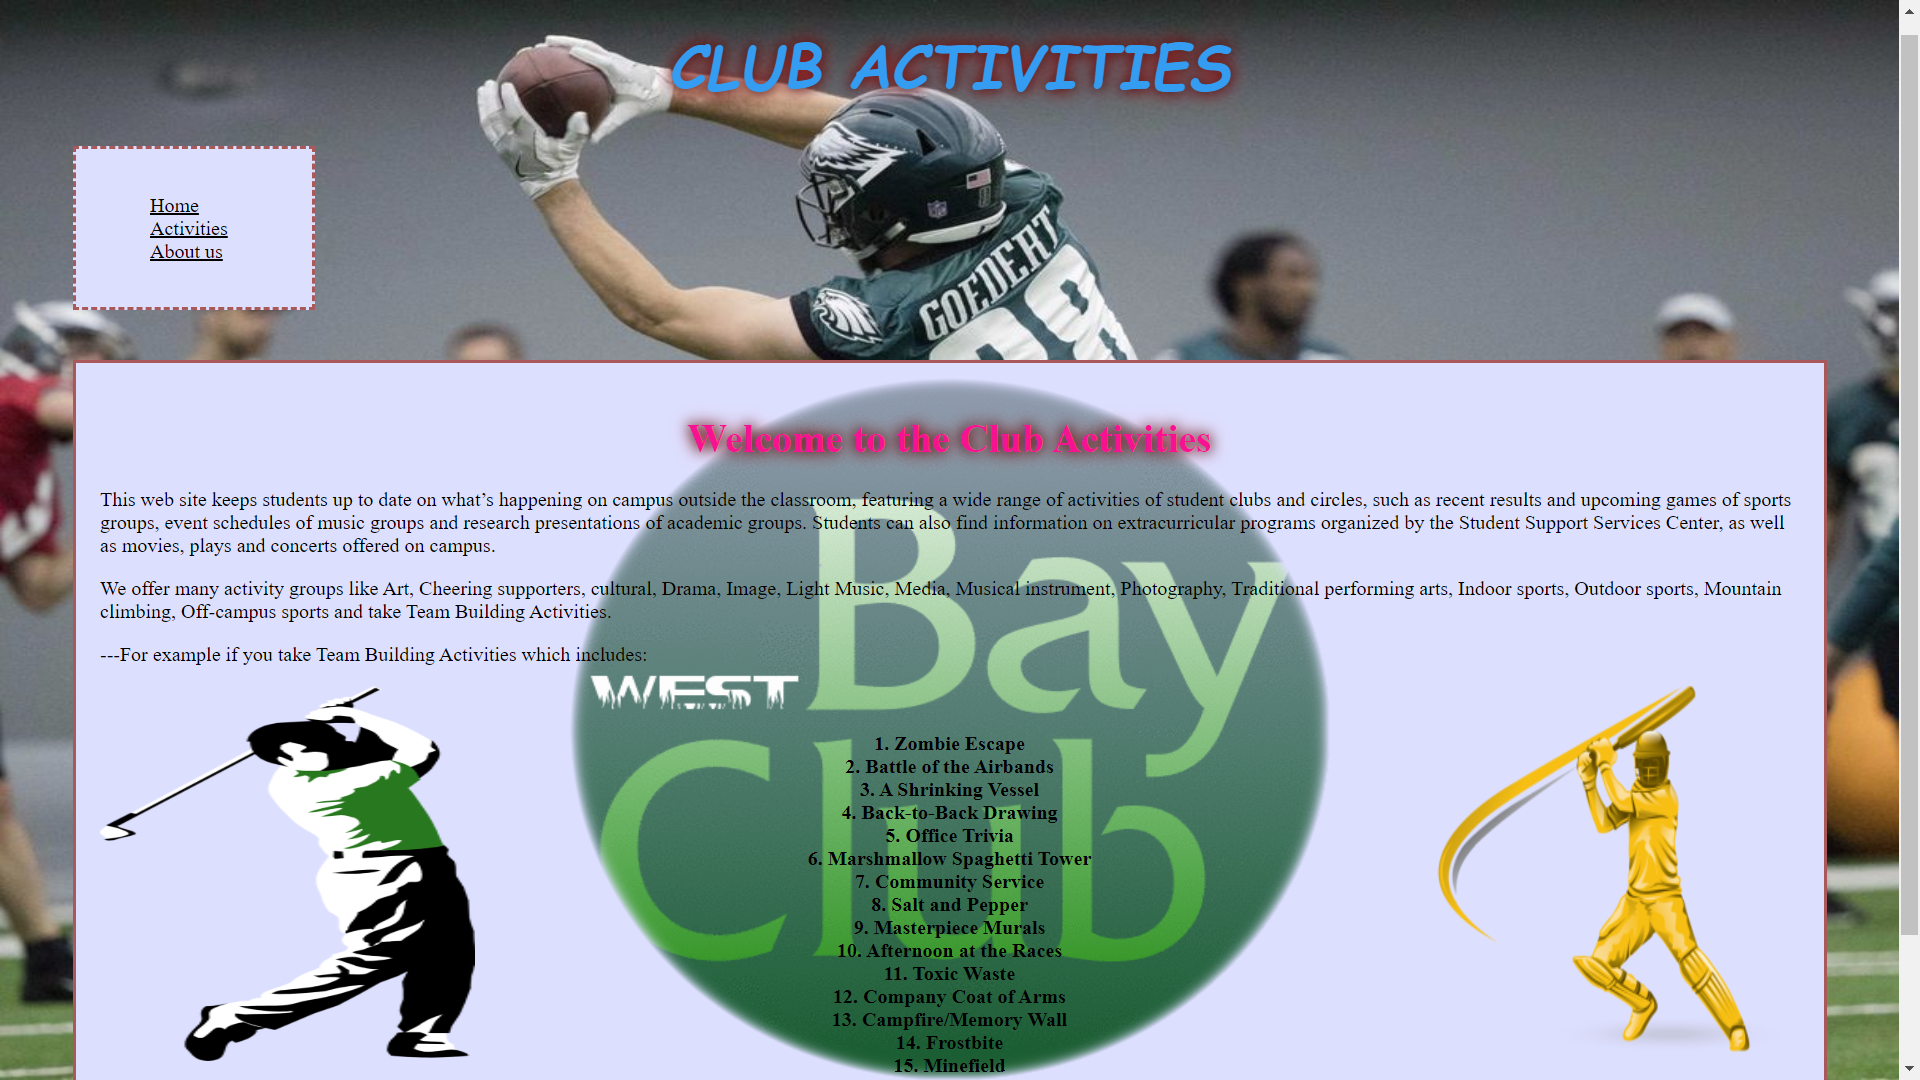 CLUB ACTIVITIES
Home
Activities
About us
GOEDERT
88
Welcome to the Club Activities
This web site keeps students up to date on what’s happening on campus outside the classroom, featuring a wide range of activities of student clubs and circles, such as recent results and upcoming games of sports
groups, event schedules of music groups and research presentations of academic groups. Students can also find information on extracurricular programs organized by the Student Support Services Center, as well
as movies, plays and concerts offered on campus.
We offer many activity groups like Art, Cheering supporters, cultural, Drama, Image, Light Music, Media, Musical instrument, Photography, Traditional performing arts, Indoor sports, Outdoor sports, Mountain
climbing, Off-campus sports and take Team Building Activities.
---For example if you take Team Building Activities which includes:
WEST
Bay
Club
1. Zombie Escape
2. Battle of the Airbands
3. A Shrinking Vessel
4. Back-to-Back Drawing
5. Office Trivia
6. Marshmallow Spaghetti Tower
7. Community Service
8. Salt and Pepper
9. Masterpiece Murals
10. Afternoon at the Races
11. Toxic Waste
12. Company Coat of Arms
13. Campfire/Memory Wall
14. Frostbite
15. Minefield